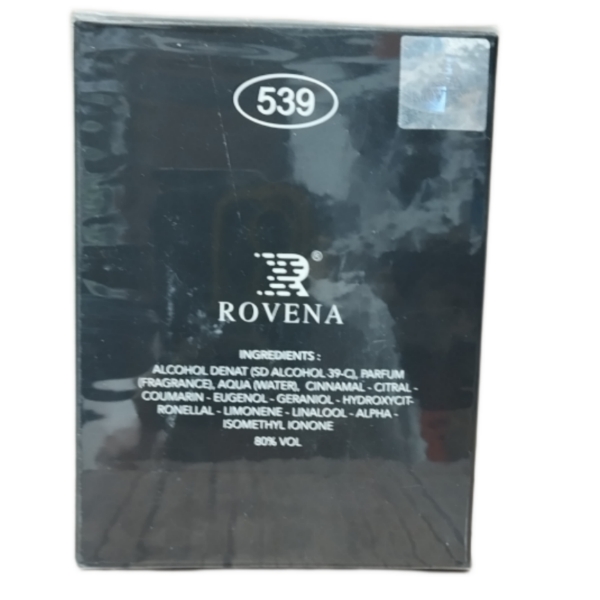 539
R®
ROVENA
INGREDIENTS :
ALCOHOL DENAT (SD ALCOHOL 39-C), PARFUM
(FRAGRANCE), AQUA (WATER), CINNAMAL - CITRAL -
COUMARIN - EUGENOL - GERANIOL - HYDROXYCIT-
RONELLAL - LIMONENE - LINALOOL - ALPHA -
ISOMETHYL IONONE
80% VOL